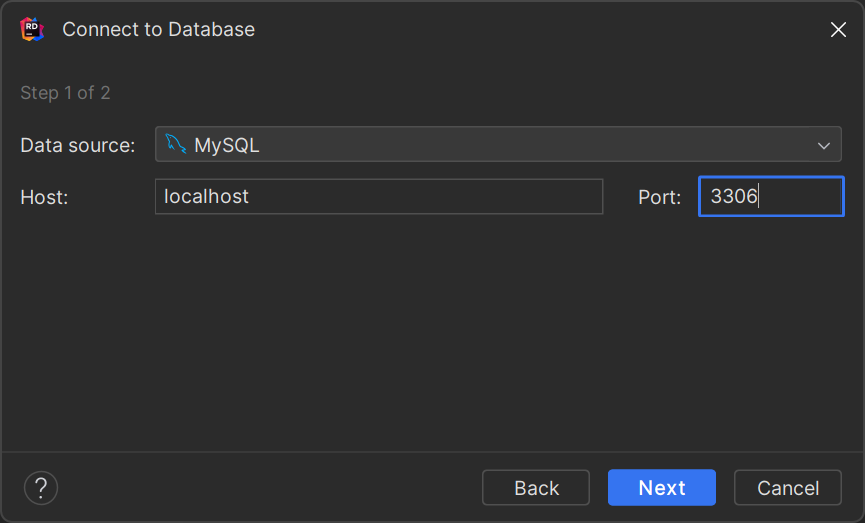 RD Connect to Database
Step 1 of 2
Data source: MySQL
Host: localhost Port: 3306
? Back Next Cancel